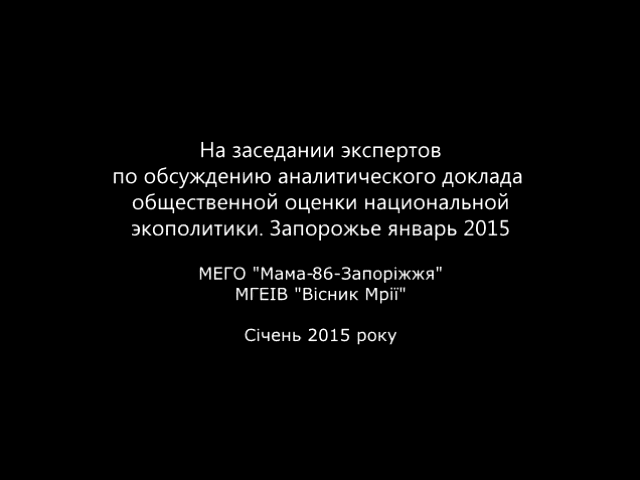 На заседании экспертов
по обсуждению аналитического доклада
общественной оценки национальной
экополитики. Запорожье январь 2015
МЕГО "Мама-86-Запоріжжя"
МГЕІВ "Вісник Мрії"
Січень 2015 року